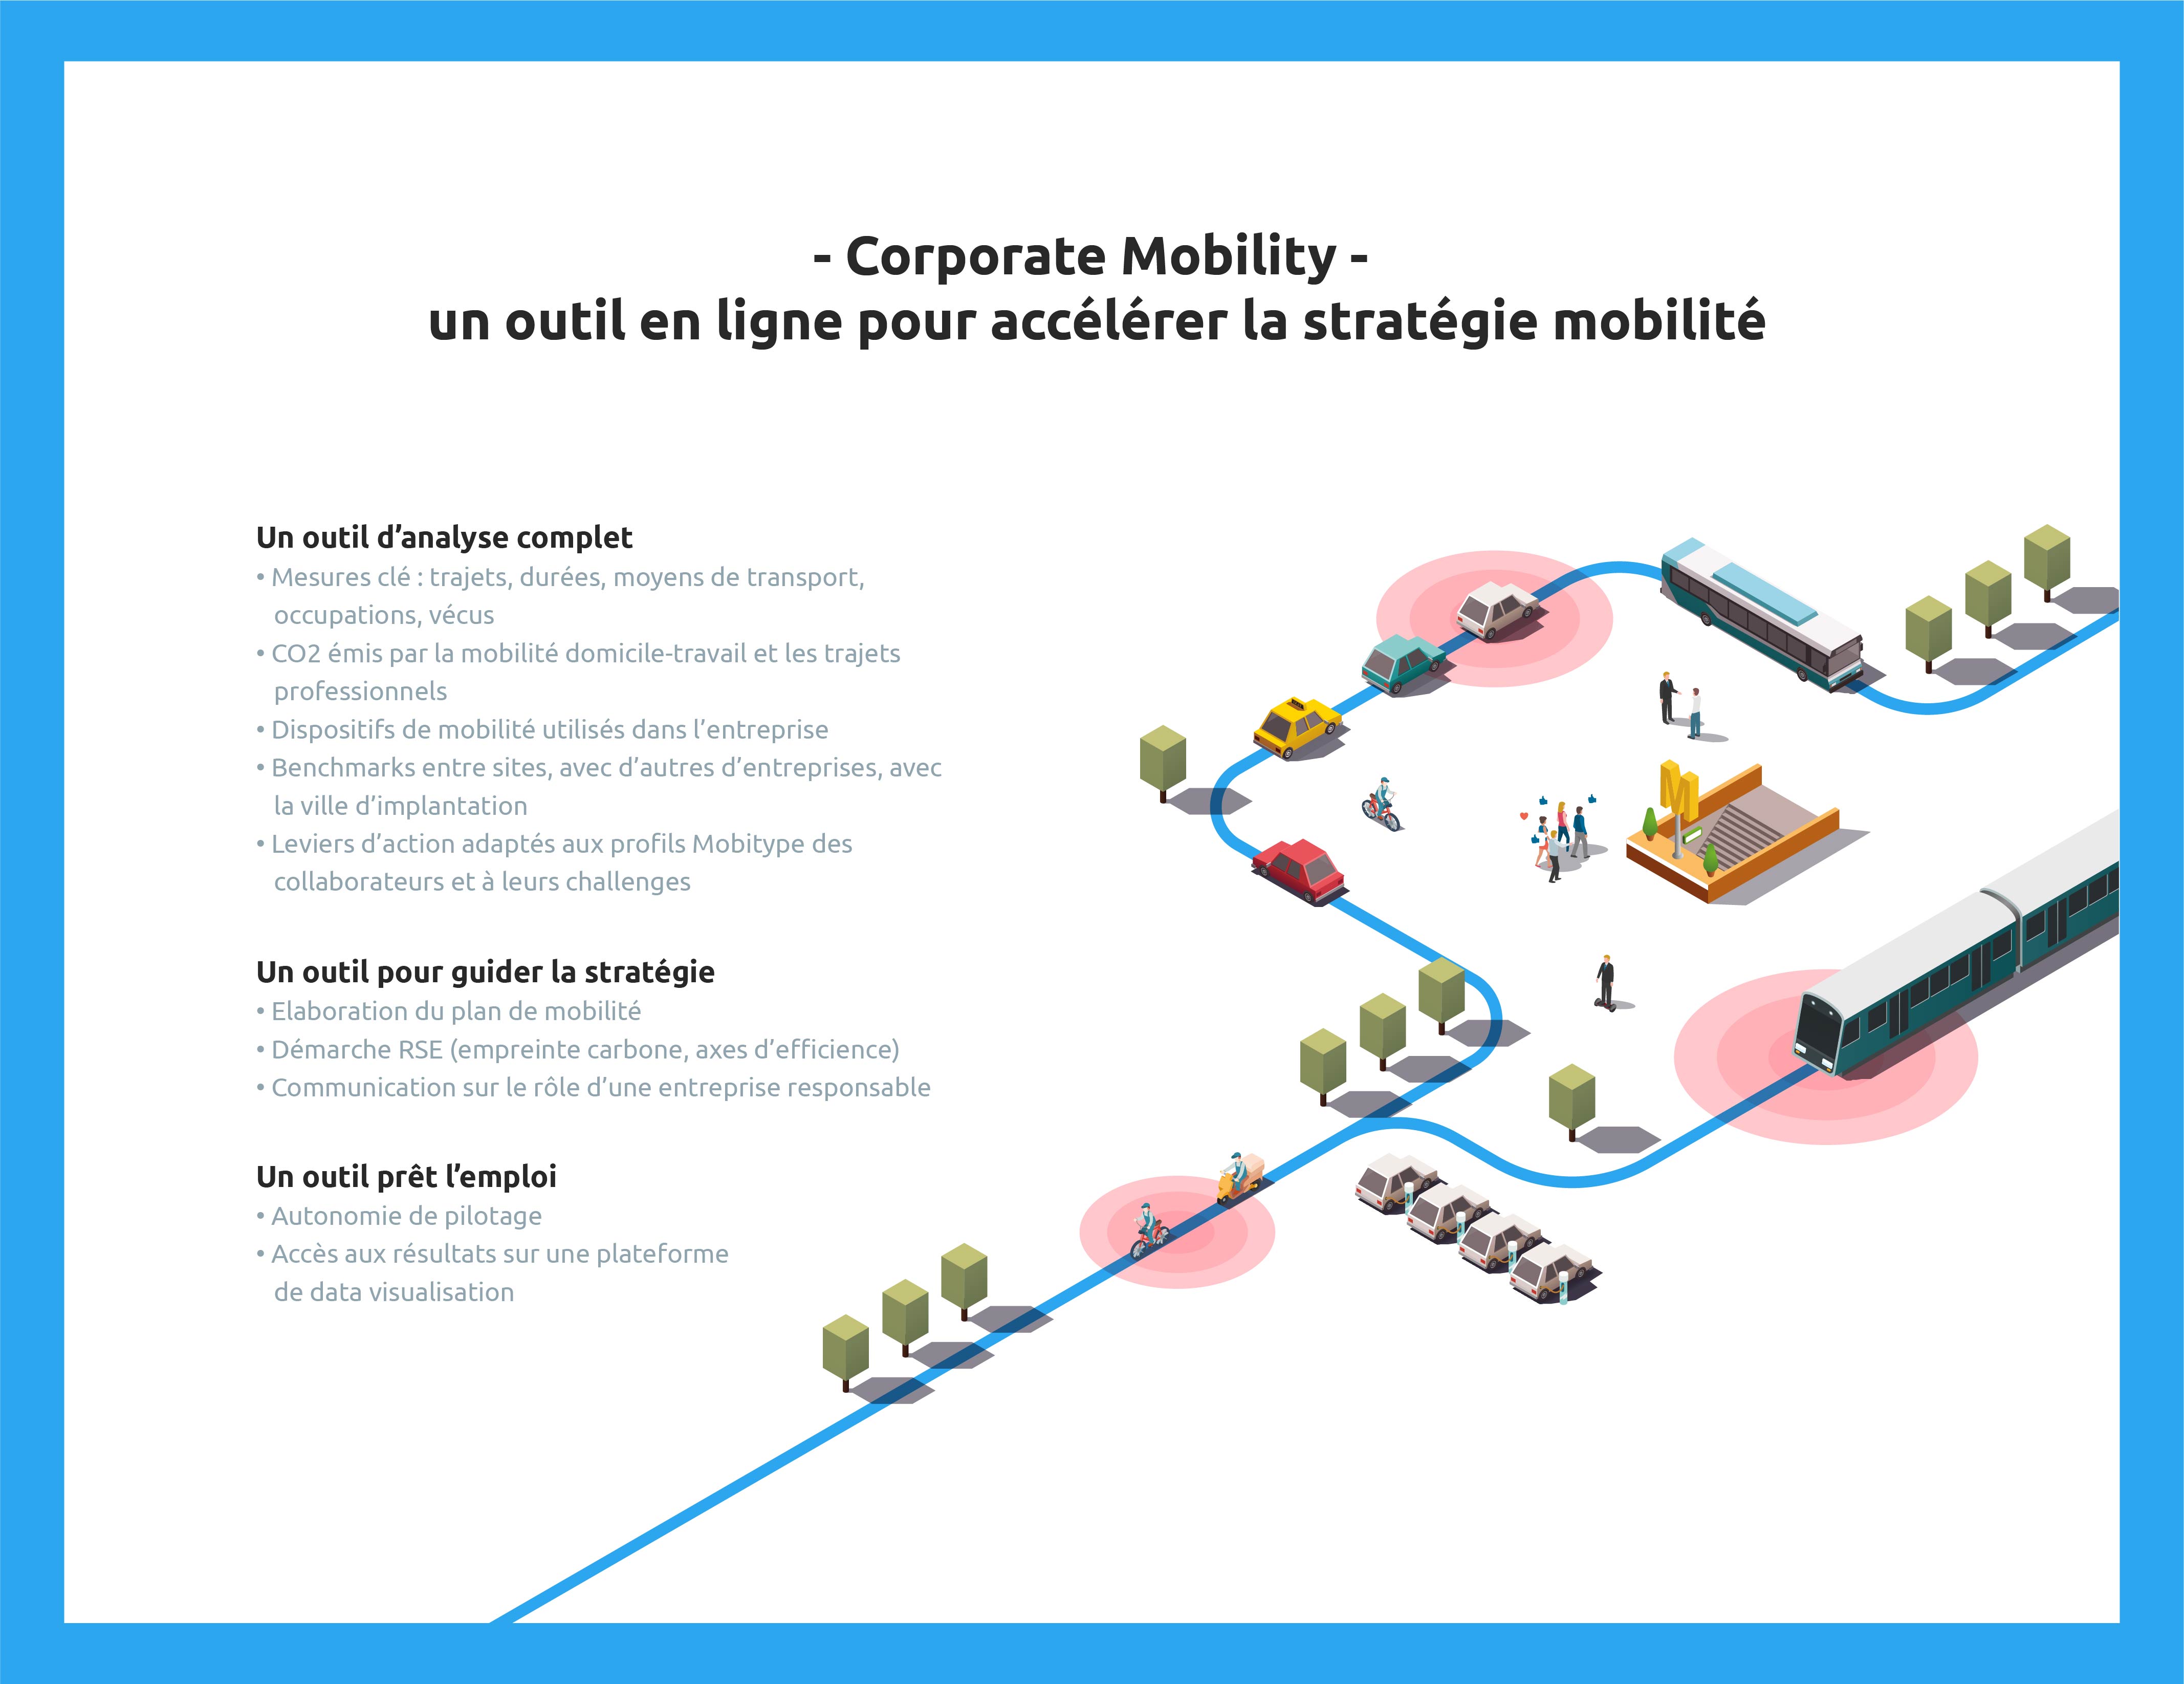 - Corporate Mobility -
un outil en ligne pour accélérer la stratégie mobilité
Un outil d’analyse complet
• Mesures clé : trajets, durées, moyens de transport,
occupations, vécus
• CO2 émis par la mobilité domicile-travail et les trajets
professionnels
• Dispositifs de mobilité utilisés dans l’entreprise
• Benchmarks entre sites, avec d’autres d’entreprises, avec
la ville d’implantation
• Leviers d’action adaptés aux profils Mobitype des
collaborateurs et à leurs challenges
Un outil pour guider la stratégie
• Elaboration du plan de mobilité
• Démarche RSE (empreinte carbone, axes d’efficience)
• Communication sur le rôle d’une entreprise responsable
Un outil prêt l’emploi
• Autonomie de pilotage
• Accès aux résultats sur une plateforme
de data visualisation
M